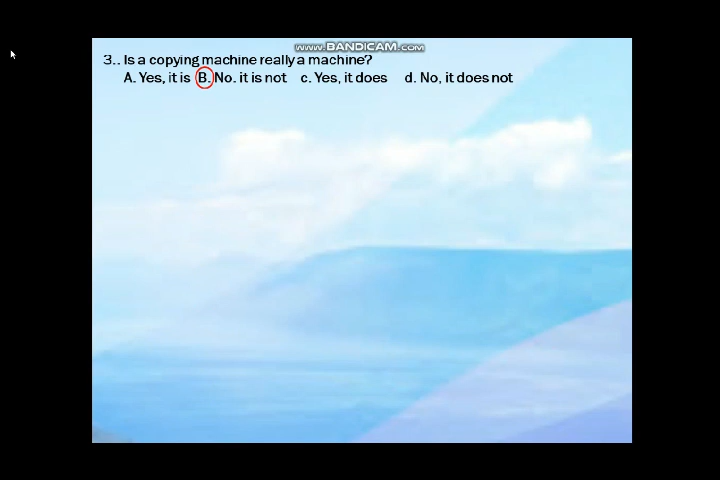 www.BANDICAM.com
3.. Is a copying machine really a machine?
A. Yes, it is B. No. it is not c. Yes, it does d. No, it does not